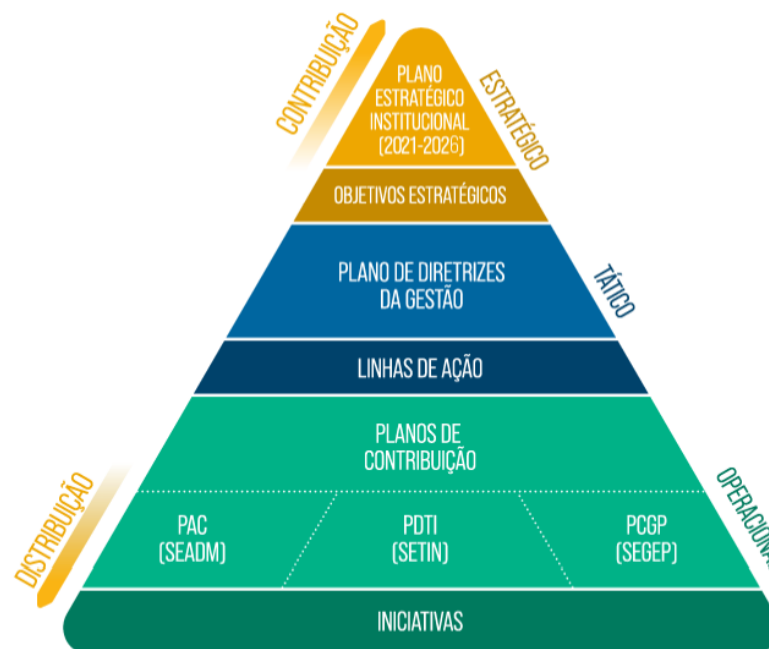 CONTRIBUIÇÃO
PLANO
ESTRATÉGICO
INSTITUCIONAL
(2021-2026)
ESTRATÉGICO
OBJETIVOS ESTRATÉGICOS
PLANO DE DIRETRIZES
DA GESTÃO
TÁTICO
LINHAS DE AÇÃO
PLANOS DE
CONTRIBUIÇÃO
DISTRIBUIÇÃO
PAC
(SEADM)
PDTI
(SETIN)
PCGP
(SEGEP)
OPERACIONAL
INICIATIVAS